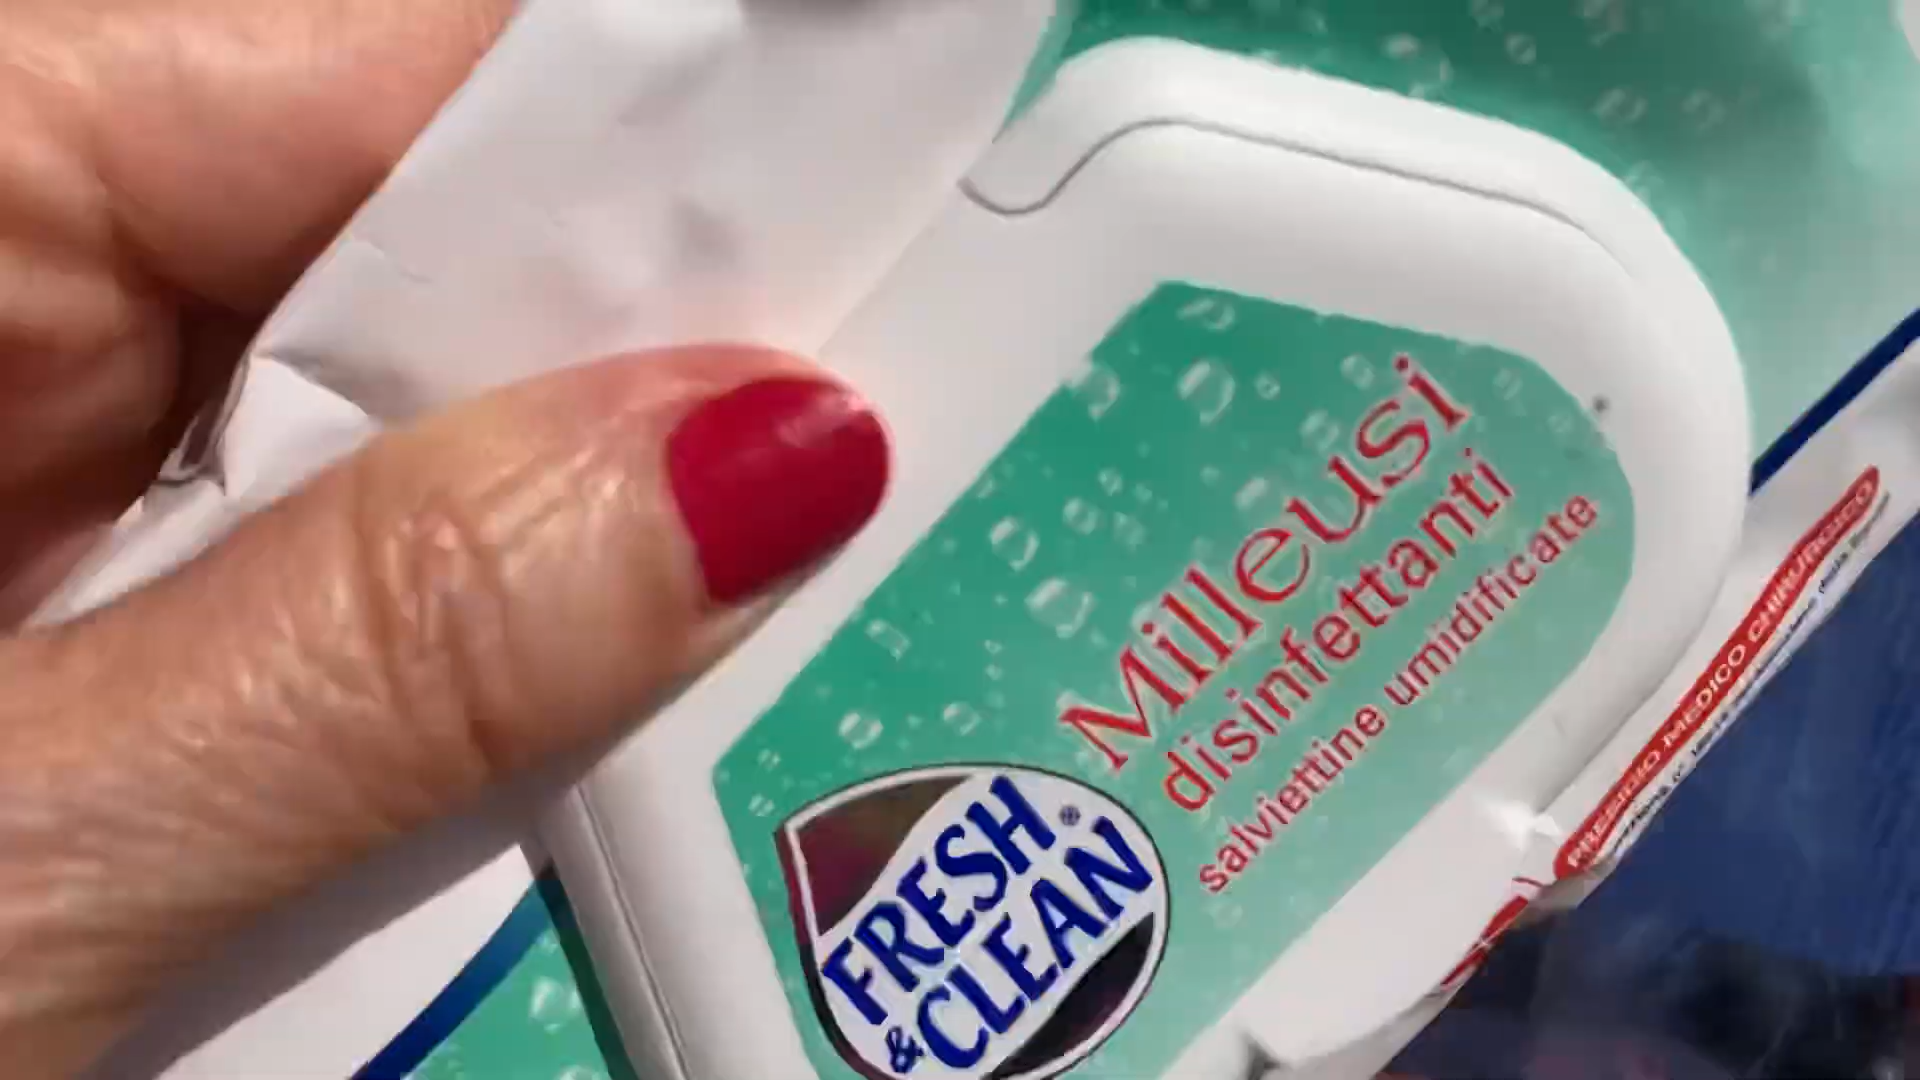 Milleusi
disinfettanti
salviettine umidificate
FRESH
& CLEAN®
PRESIDIO MEDICO CHIRURGICO